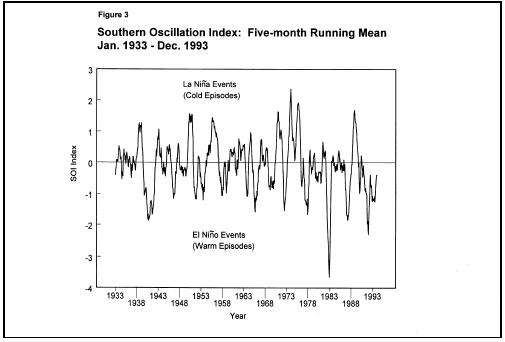 Figure 3
Southern Oscillation Index: Five-month Running Mean
Jan. 1933 - Dec. 1993
3
2
1
0
-1
-2
-3
-4
SOI Index
La Niña Events
(Cold Episodes)
El Niño Events
(Warm Episodes)
1933 1943 1953 1963 1973 1983 1993
1938 1948 1958 1968 1978 1988
Year